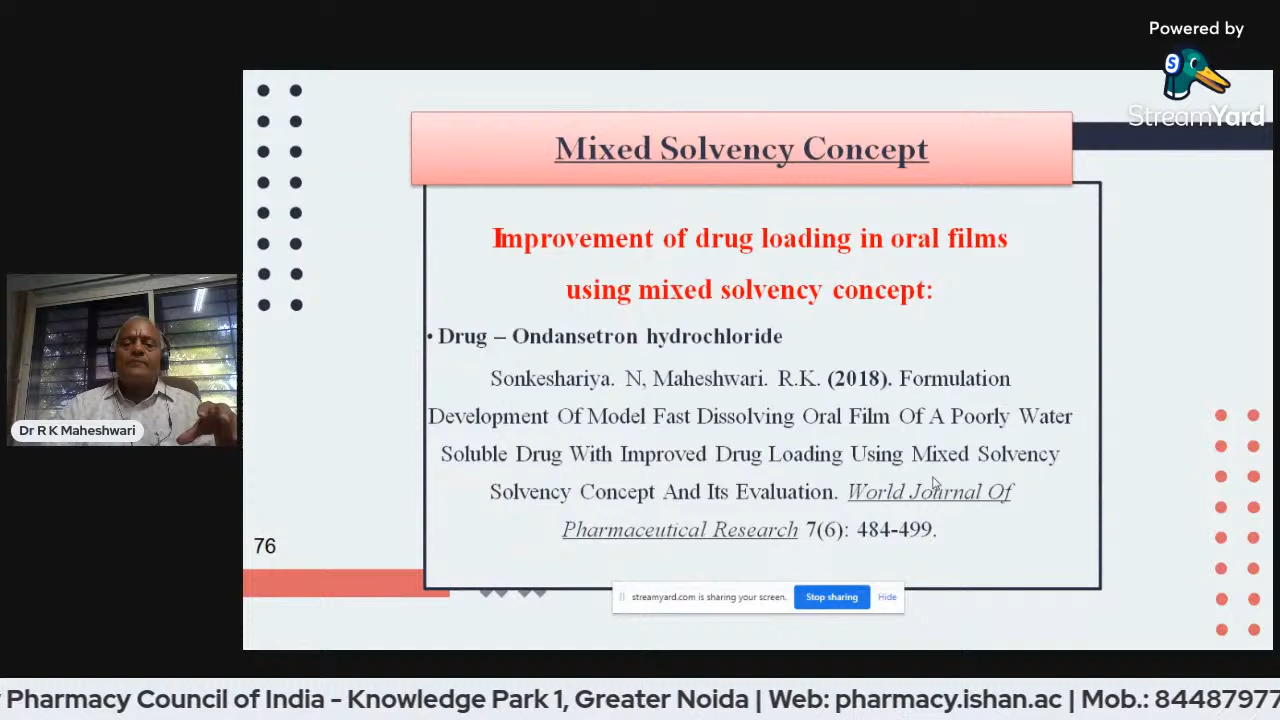 Powered by
S
StreamYard
Mixed Solvency Concept
Improvement of drug loading in oral films
using mixed solvency concept:
• Drug – Ondansetron hydrochloride
Sonkeshariya. N, Maheshwari. R.K. (2018). Formulation
Development Of Model Fast Dissolving Oral Film Of A Poorly Water
Soluble Drug With Improved Drug Loading Using Mixed Solvency
Solvency Concept And Its Evaluation. World Journal Of
Pharmaceutical Research 7(6): 484-499.
Dr R K Maheshwari
76
streamyard.com is sharing your screen. Stop sharing Hide
Pharmacy Council of India - Knowledge Park 1, Greater Noida | Web: pharmacy.ishan.ac | Mob.: 84487977